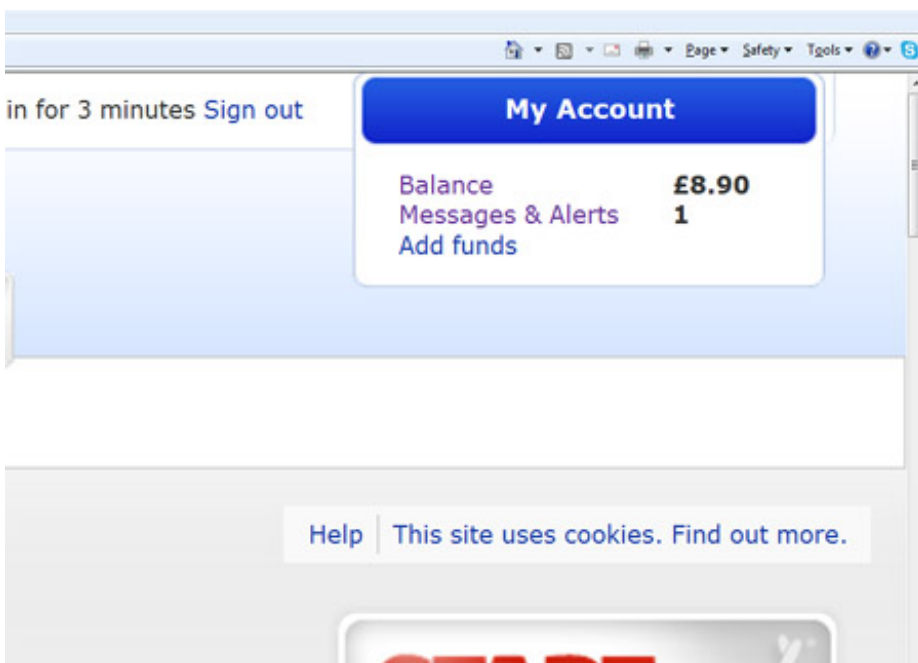 Page Safety Tools
in for 3 minutes Sign out
My Account
Balance £8.90
Messages & Alerts 1
Add funds
Help This site uses cookies. Find out more.
START